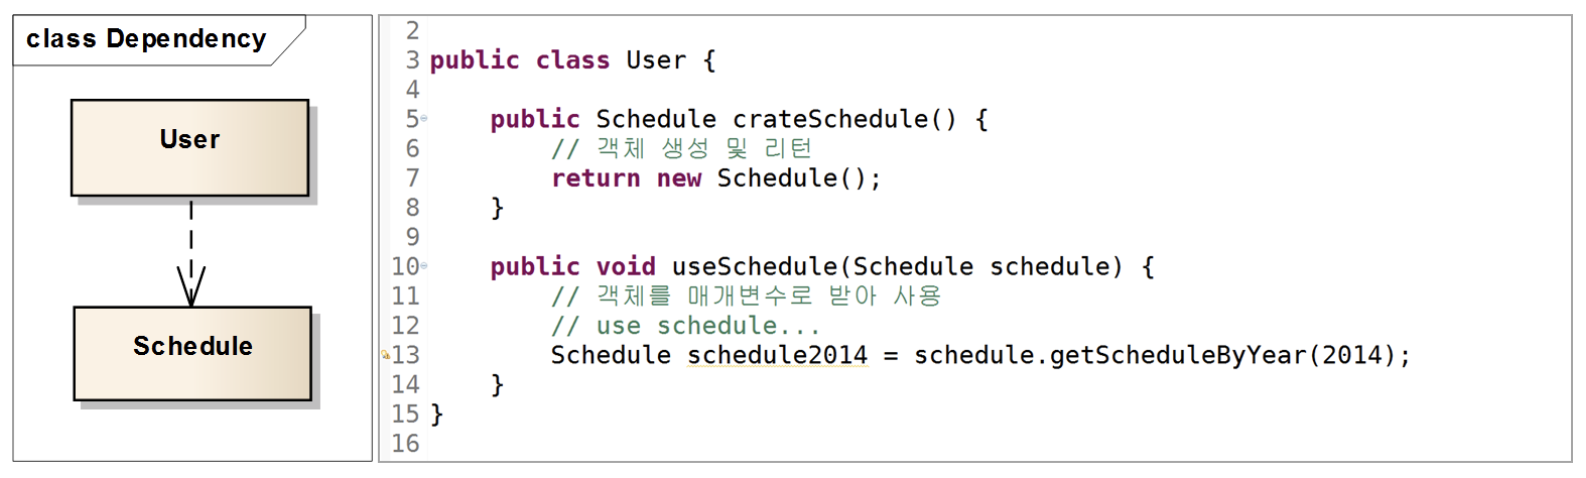 class Dependency
User
Schedule
2
3 public class User {
4
5 public Schedule crateSchedule() {
6 // 객체 생성 및 리턴
7 return new Schedule();
8 }
9
10 public void useSchedule(Schedule schedule) {
11 // 객체를 매개변수로 받아 사용
12 // use schedule...
13 Schedule schedule2014 = schedule.getScheduleByYear(2014);
14 }
15 }
16